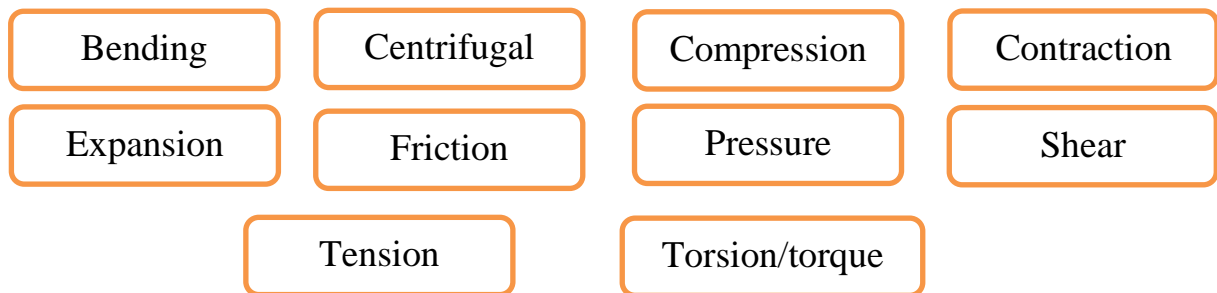 Bending Centrifugal Compression Contraction
Expansion Friction Pressure Shear
Tension Torsion/torque